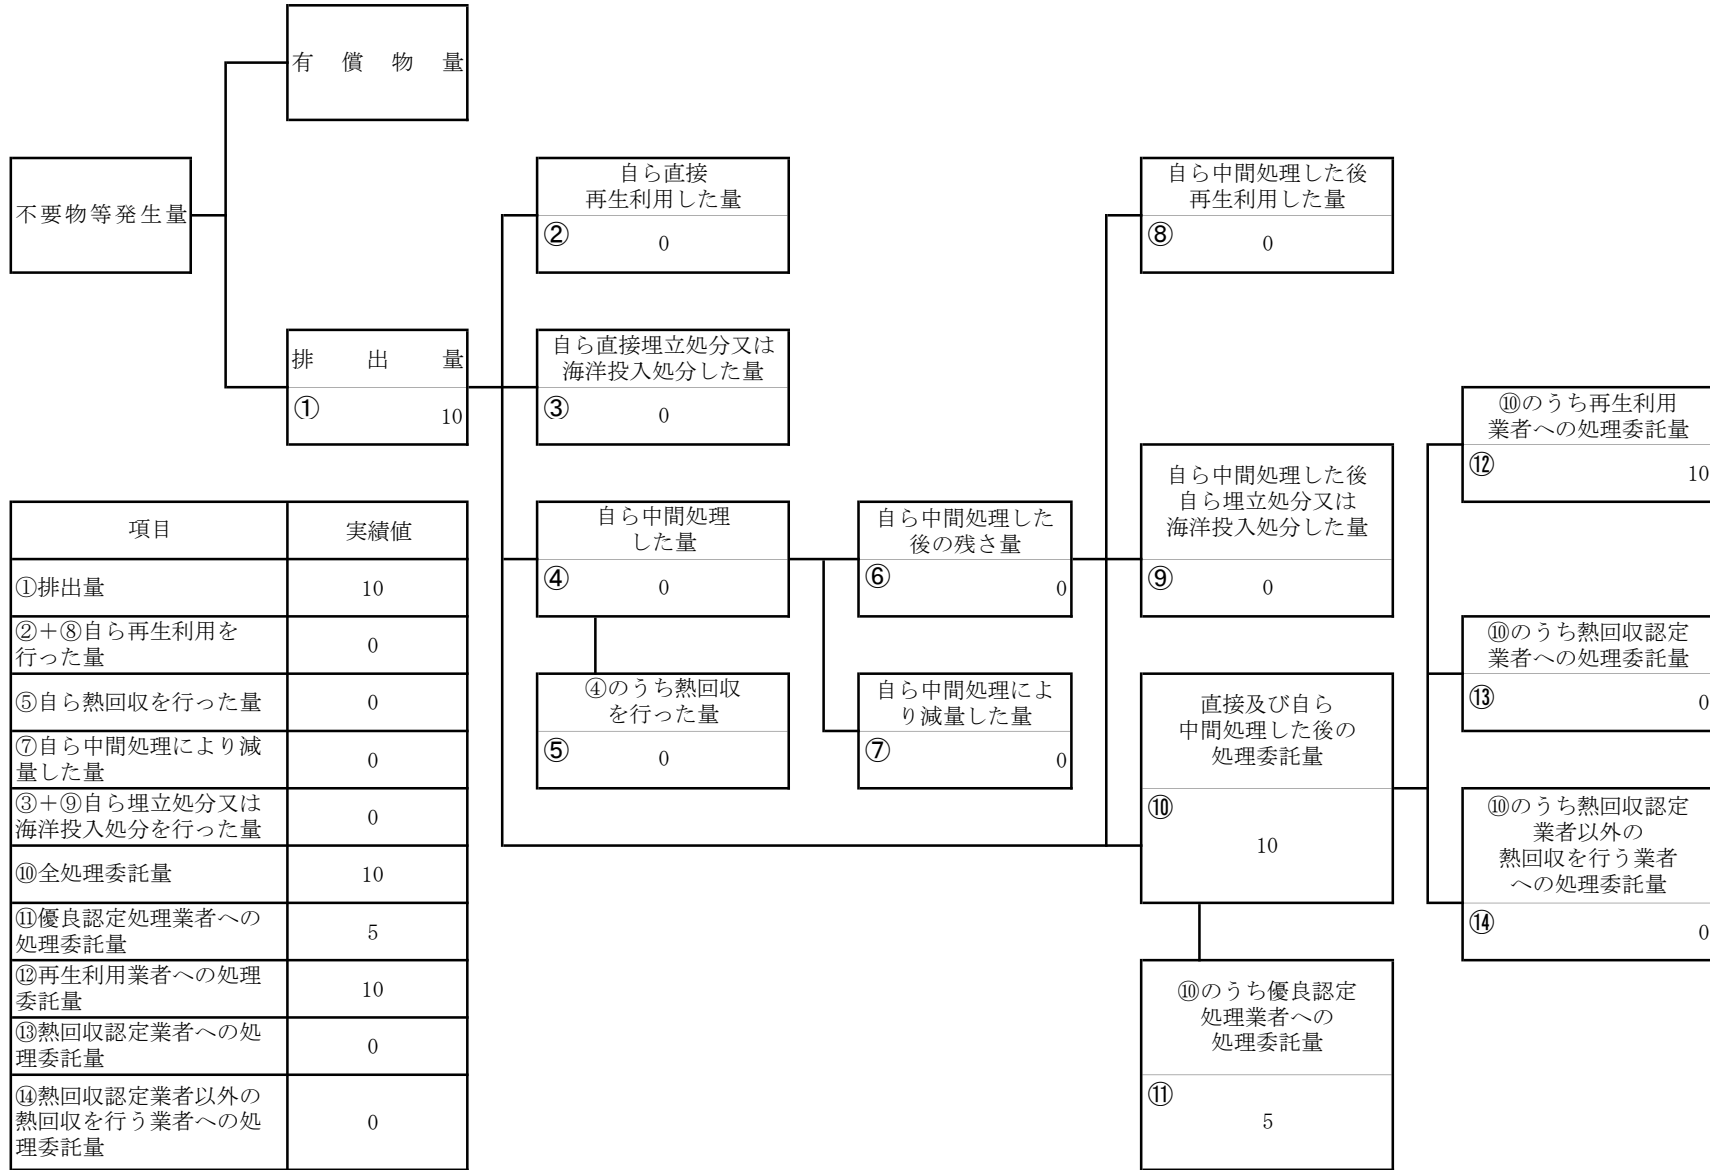 有償物量
不要物等発生量
排出量
① 10
自ら直接
再生利用した量
② 0
自ら直接埋立処分又は
海洋投入処分した量
③ 0
自ら中間処理
した量
④ 0
④のうち熱回収
を行った量
⑤ 0
自ら中間処理した
後の残さ量
⑥ 0
自ら中間処理によ
り減量した量
⑦ 0
自ら中間処理した後
再生利用した量
⑧ 0
自ら中間処理した後
自ら埋立処分又は
海洋投入処分した量
⑨ 0
直接及び自ら
中間処理した後の
処理委託量
⑩
10
⑩のうち優良認定
処理業者への
処理委託量
⑪
5
⑩のうち再生利用
業者への処理委託量
⑫ 10
⑩のうち熱回収認定
業者への処理委託量
⑬ 0
⑩のうち熱回収認定
業者以外の
熱回収を行う業者
への処理委託量
⑭ 0
項目 実績値
①排出量 10
②＋⑧自ら再生利用を
行った量 0
⑤自ら熱回収を行った量 0
⑦自ら中間処理により減
量した量 0
③＋⑨自ら埋立処分又は
海洋投入処分を行った量 0
⑩全処理委託量 10
⑪優良認定処理業者への
処理委託量 5
⑫再生利用業者への処理
委託量 10
⑬熱回収認定業者への処
理委託量 0
⑭熱回収認定業者以外の
熱回収を行う業者への処
理委託量 0